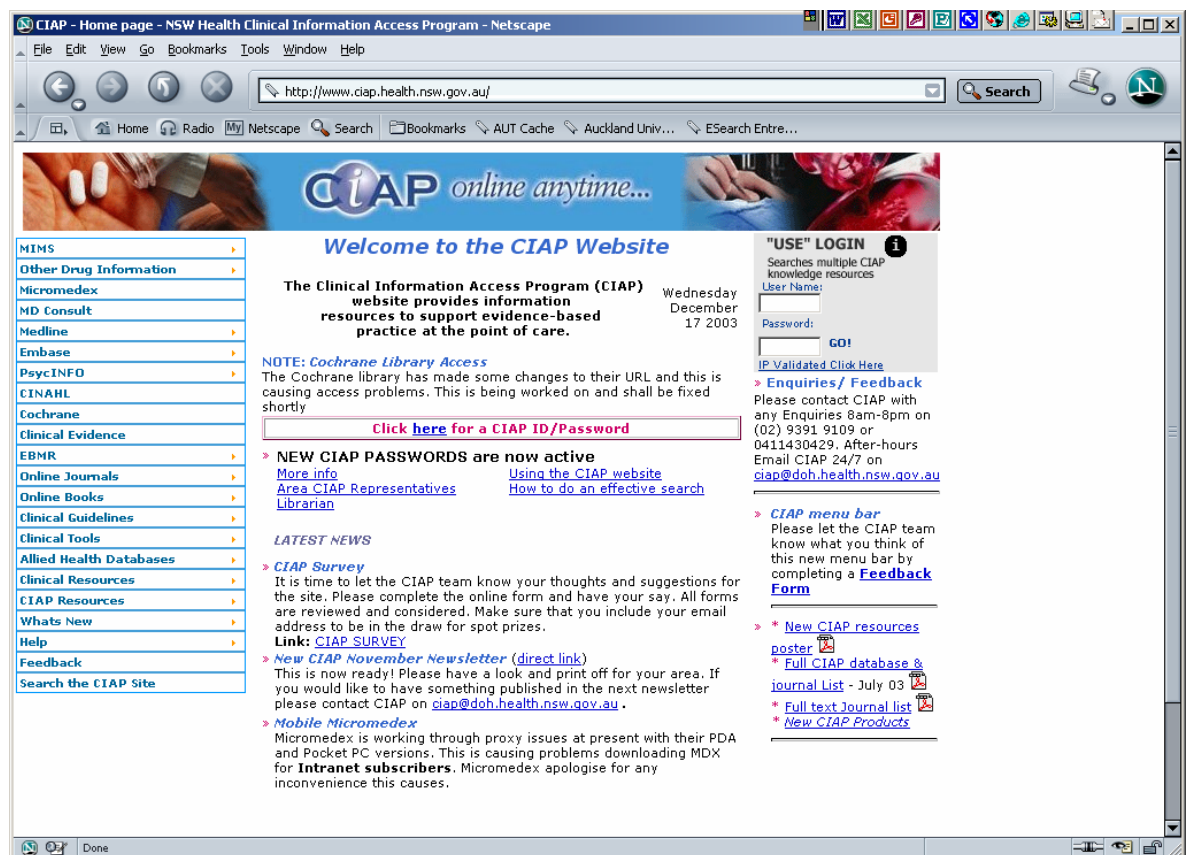 CIAP - Home page - NSW Health Clinical Information Access Program - Netscape
File Edit View Go Bookmarks Tools Window Help
http://www.ciap.health.nsw.gov.au/
Search
N
Home Radio My Netscape Search Bookmarks AUT Cache Auckland Univ... ESearch Entre...
CiAP online anytime...
MIMS
Other Drug Information
Micromedex
MD Consult
Medline
Embase
PsycINFO
CINAHL
Cochrane
Clinical Evidence
EBMR
Online Journals
Online Books
Clinical Guidelines
Clinical Tools
Allied Health Databases
Clinical Resources
CIAP Resources
Whats New
Help
Feedback
Search the CIAP Site
Welcome to the CIAP Website
The Clinical Information Access Program (CIAP)
website provides information
resources to support evidence-based
practice at the point of care.
Wednesday
December
17 2003
NOTE: Cochrane Library Access
The Cochrane library has made some changes to their URL and this is
causing access problems. This is being worked on and shall be fixed
shortly
Click here for a CIAP ID/Password
» NEW CIAP PASSWORDS are now active
More info
Area CIAP Representatives
Librarian
Using the CIAP website
How to do an effective search
LATEST NEWS
» CIAP Survey
It is time to let the CIAP team know your thoughts and suggestions for
the site. Please complete the online form and have your say. All forms
are reviewed and considered. Make sure that you include your email
address to be in the draw for spot prizes.
Link: CIAP SURVEY
» New CIAP November Newsletter (direct link)
This is now ready! Please have a look and print off for your area. If
you would like to have something published in the next newsletter
please contact CIAP on ciap@doh.health.nsw.gov.au .
» Mobile Micromedex
Micromedex is working through proxy issues at present with their PDA
and Pocket PC versions. This is causing problems downloading MDX
for Intranet subscribers. Micromedex apologise for any
inconvenience this causes.
"USE" LOGIN i
Searches multiple CIAP
knowledge resources
User Name:
Password:
GO!
IP Validated Click Here
» Enquiries/ Feedback
Please contact CIAP with
any Enquiries 8am-8pm on
(02) 9391 9109 or
0411430429. After-hours
Email CIAP 24/7 on
ciap@doh.health.nsw.gov.au
» CIAP menu bar
Please let the CIAP team
know what you think of
this new menu bar by
completing a Feedback
Form
» * New CIAP resources
poster
* Full CIAP database &
journal List - July 03
* Full text Journal list
* New CIAP Products
Done